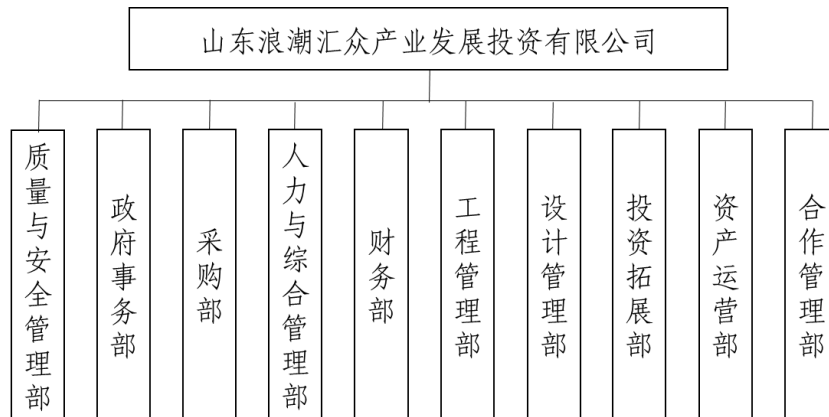 山东浪潮汇众产业发展投资有限公司
质量与安全管理部
政府事务部
采购部
人力与综合管理部
财务部
工程管理部
设计管理部
投资拓展部
资产运营部
合作管理部